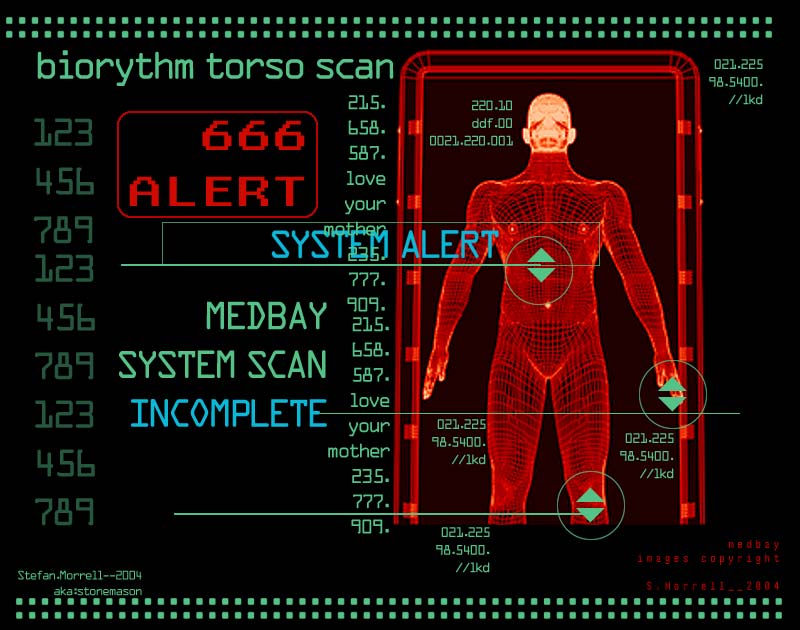 biorythm torso scan
021.225
98.5400.
//lkd
220.10
ddf.00
0021.220.001
123
456
789
123
456
789
123
456
789
666
ALERT
SYSTEM ALERT
MEDBAY
SYSTEM SCAN
INCOMPLETE
215.
658.
587.
love
your
mother
235.
777.
909.
215.
658.
587.
love
your
mother
235.
777.
909.
021.225
98.5400.
//lkd
021.225
98.5400.
//lkd
021.225
98.5400.
//lkd
Stefan.Morrell--2004
aka:stonemason
medbay
images copyright
S.Morrell__2004